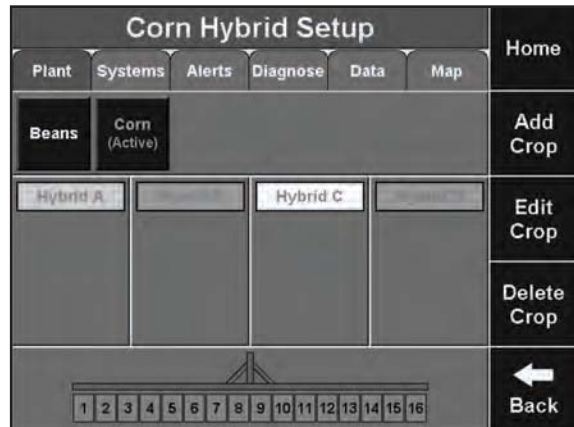 Corn Hybrid Setup
Home
Plant Systems Alerts Diagnose Data Map
Beans
Corn
(Active)
Add
Crop
Hybrid A
Hybrid C
Edit
Crop
Delete
Crop
1 2 3 4 5 6 7 8 9 10 11 12 13 14 15 16
Back